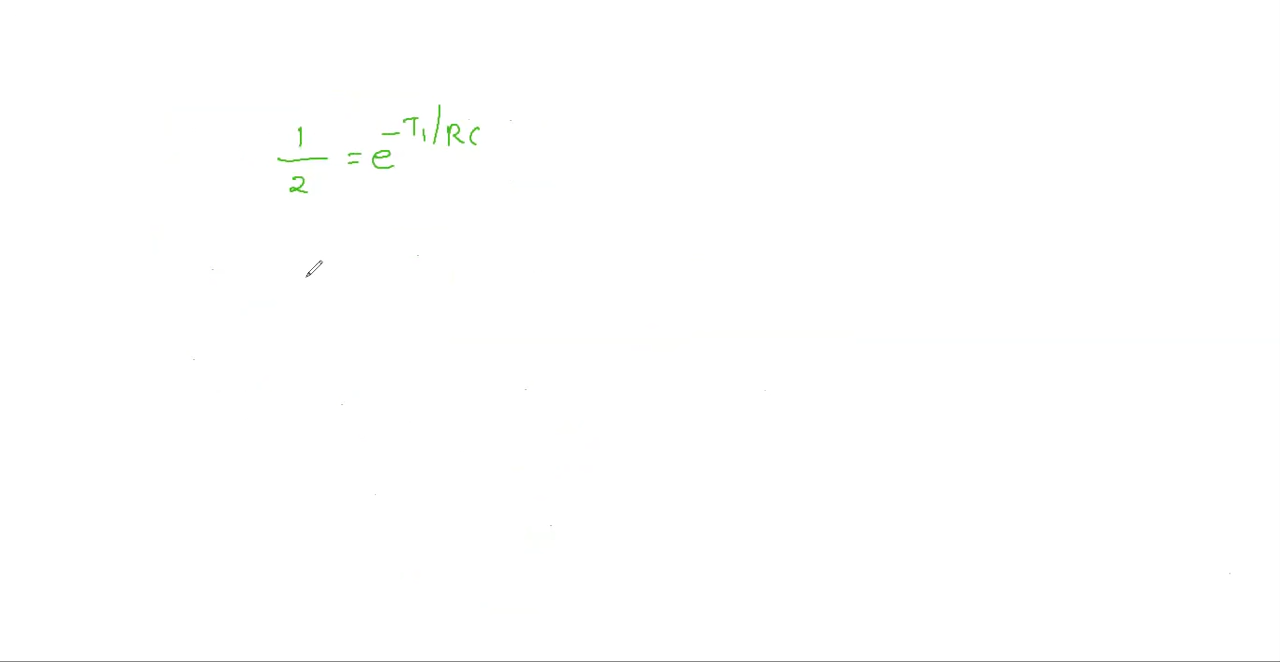 1/2 = e^{-T₁/RC}